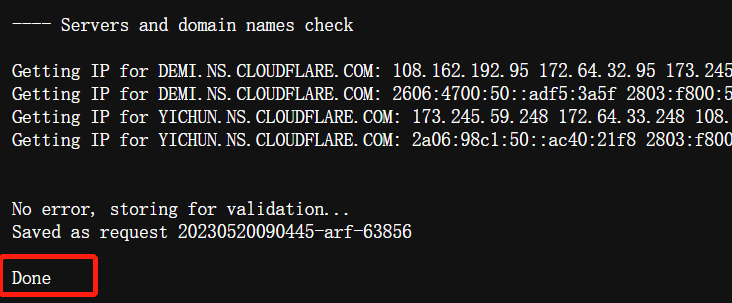 ---- Servers and domain names check
Getting IP for DEMI.NS.CLOUDFLARE.COM: 108.162.192.95 172.64.32.95 173.245
Getting IP for DEMI.NS.CLOUDFLARE.COM: 2606:4700:50::adf5:3a5f 2803:f800:5
Getting IP for YICHUN.NS.CLOUDFLARE.COM: 173.245.59.248 172.64.33.248 108.
Getting IP for YICHUN.NS.CLOUDFLARE.COM: 2a06:98c1:50::ac40:21f8 2803:f800
No error, storing for validation...
Saved as request 20230520090445-arf-63856
Done